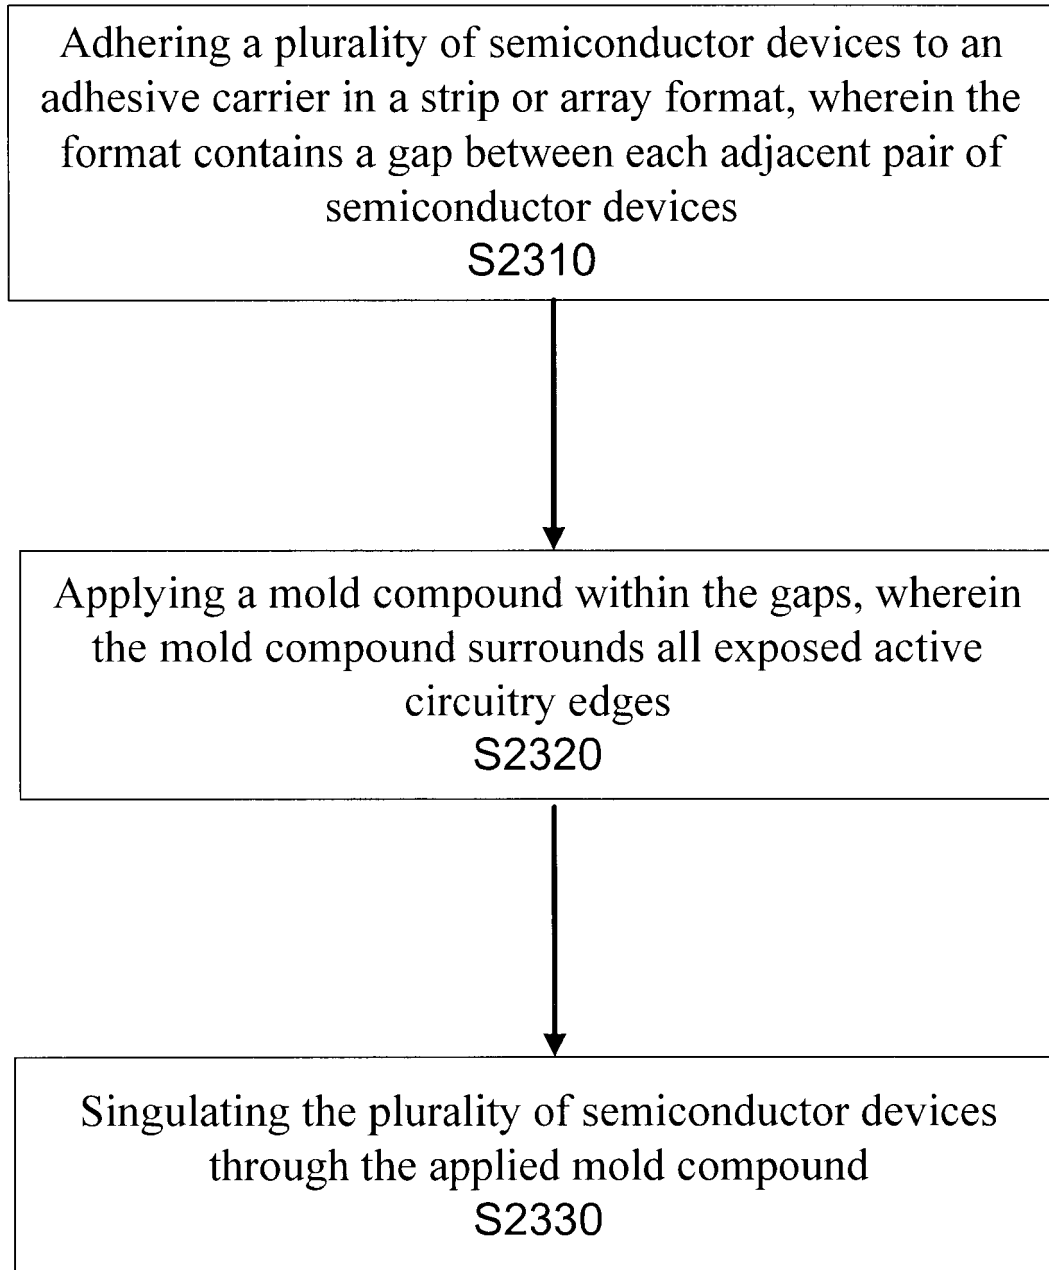 Adhering a plurality of semiconductor devices to an
adhesive carrier in a strip or array format, wherein the
format contains a gap between each adjacent pair of
semiconductor devices
S2310
Applying a mold compound within the gaps, wherein
the mold compound surrounds all exposed active
circuitry edges
S2320
Singulating the plurality of semiconductor devices
through the applied mold compound
S2330